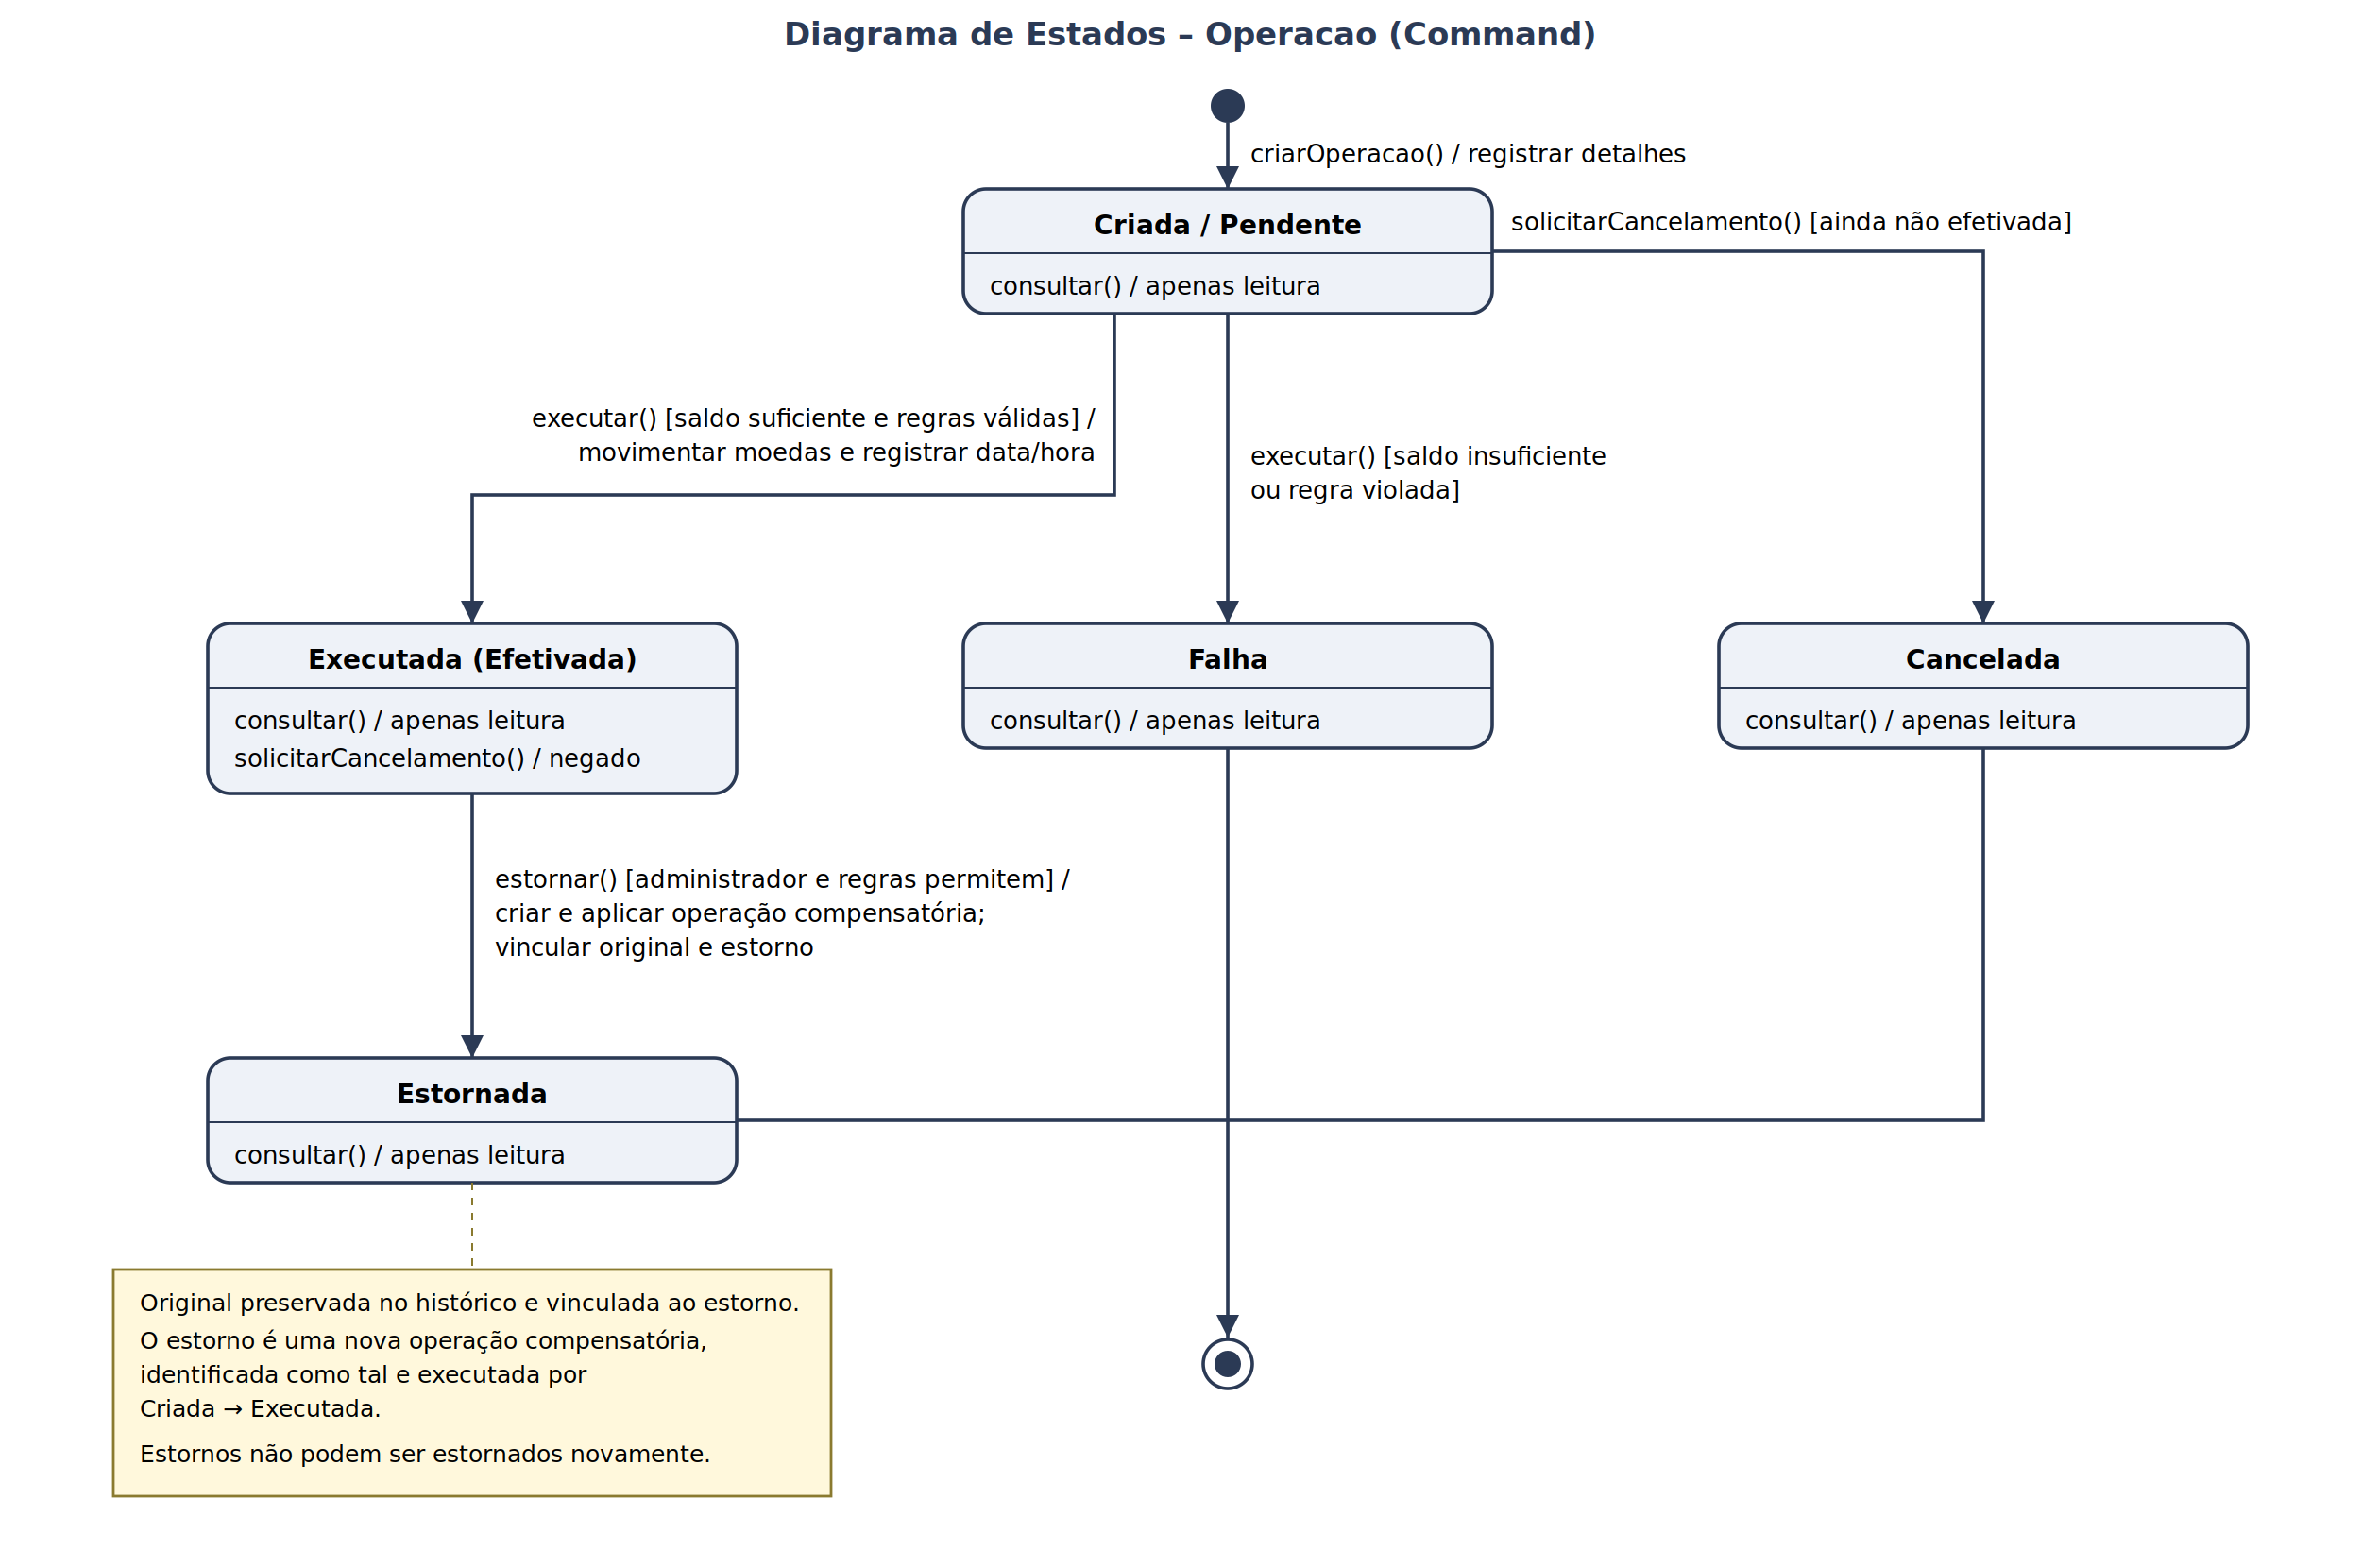 Diagrama de Estados – Operacao (Command)
criarOperacao() / registrar detalhes
Criada / Pendente
consultar() / apenas leitura
solicitarCancelamento() [ainda não efetivada]
executar() [saldo suficiente e regras válidas] /
movimentar moedas e registrar data/hora
executar() [saldo insuficiente
ou regra violada]
Executada (Efetivada)
consultar() / apenas leitura
solicitarCancelamento() / negado
Falha
consultar() / apenas leitura
Cancelada
consultar() / apenas leitura
estornar() [administrador e regras permitem] /
criar e aplicar operação compensatória;
vincular original e estorno
Estornada
consultar() / apenas leitura
Original preservada no histórico e vinculada ao estorno.
O estorno é uma nova operação compensatória,
identificada como tal e executada por
Criada → Executada.
Estornos não podem ser estornados novamente.